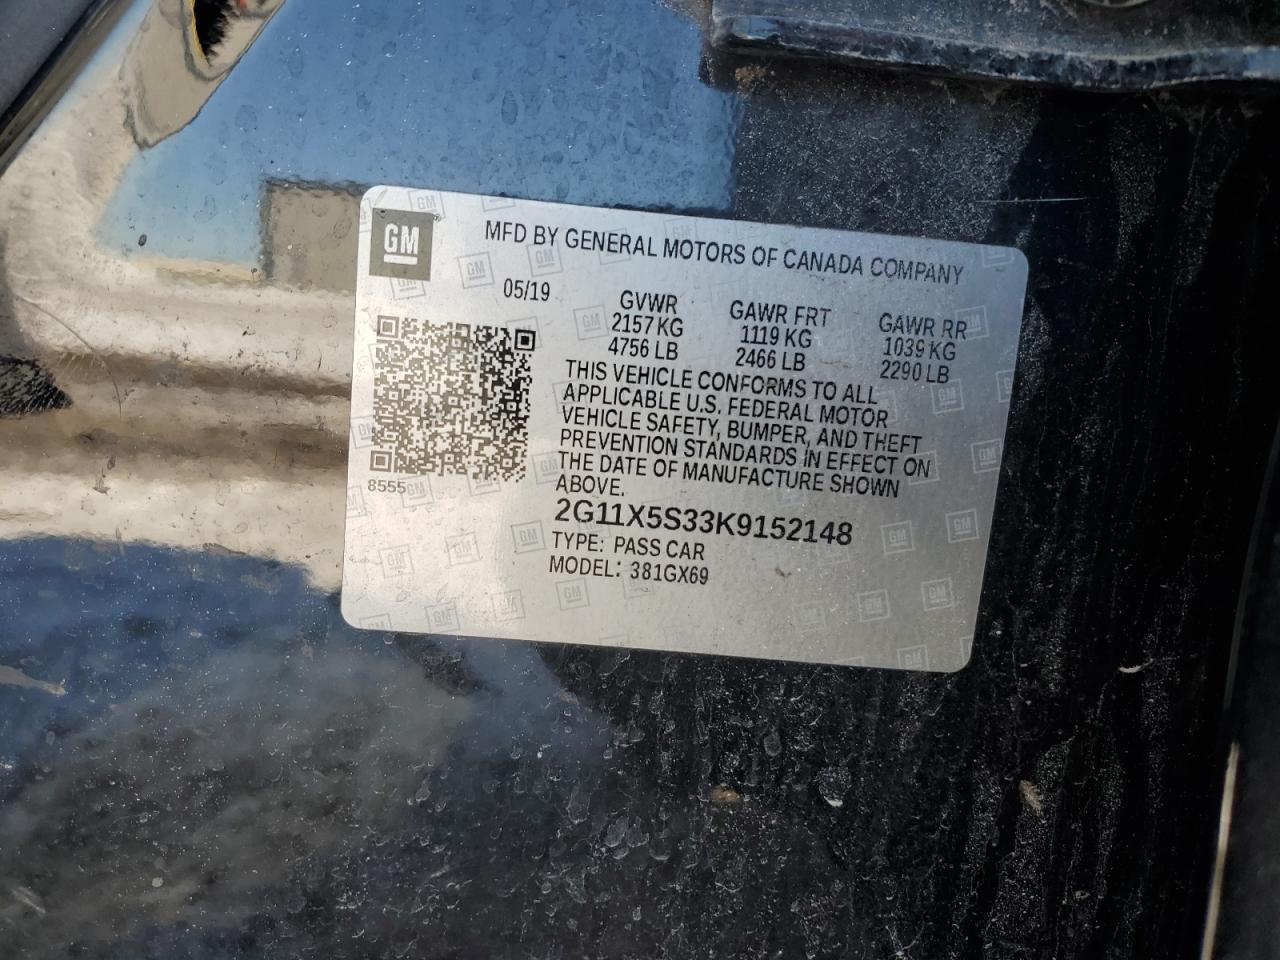 GM
MFD BY GENERAL MOTORS OF CANADA COMPANY
05/19
GVWR GAWR FRT GAWR RR
2157 KG 1119 KG 1039 KG
4756 LB 2466 LB 2290 LB
THIS VEHICLE CONFORMS TO ALL
APPLICABLE U.S. FEDERAL MOTOR
VEHICLE SAFETY, BUMPER, AND THEFT
PREVENTION STANDARDS IN EFFECT ON
THE DATE OF MANUFACTURE SHOWN
ABOVE.
8555
2G11X5S33K9152148
TYPE: PASS CAR
MODEL: 381GX69